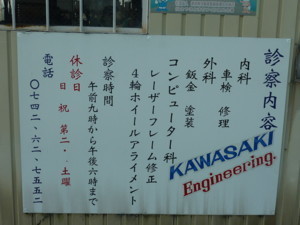 診察内容
内科
車検 修理
外科
鈑金 塗装
コンピューター科
レーザーフレーム修正
4輪ホイールアライメント
診察時間
午前九時から午後六時まで
休診日
日 祝 第二・ 土曜
電話
〇七四二・六二・七五五二
KAWASAKI
Engineering.